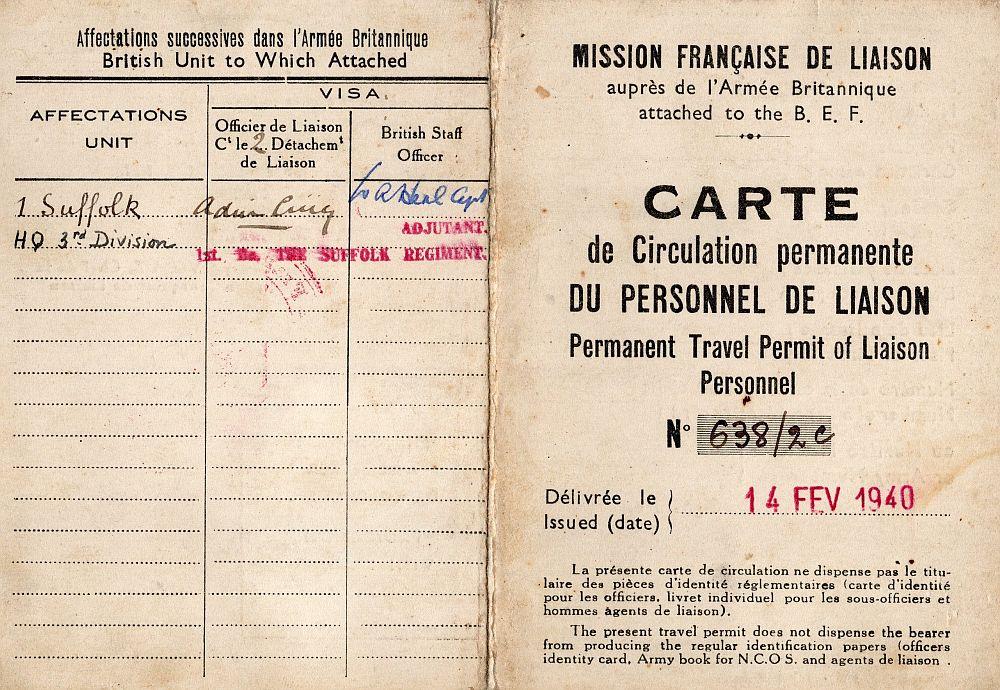 Affectations successives dans l'Armée Britannique
British Unit to Which Attached
AFFECTATIONS
UNIT
VISA
Officier de Liaison
Cᵗ le 2 Détachemᵗ
de Liaison
British Staff
Officer
1 Suffolk
Capt
HQ 3rd Division
ADJUTANT.
1st. Bn. THE SUFFOLK REGIMENT.
MISSION FRANÇAISE DE LIAISON
auprès de l'Armée Britannique
attached to the B. E. F.
CARTE
de Circulation permanente
DU PERSONNEL DE LIAISON
Permanent Travel Permit of Liaison
Personnel
N° 638/2c
Délivrée le
Issued (date)
14 FEV 1940
La présente carte de circulation ne dispense pas le titu-
laire des pièces d'identité réglementaires (carte d'identité
pour les officiers, livret individuel pour les sous-officiers et
hommes agents de liaison).
The present travel permit does not dispense the bearer
from producing the regular identification papers (officers
identity card, Army book for N.C.O S. and agents de liaison .